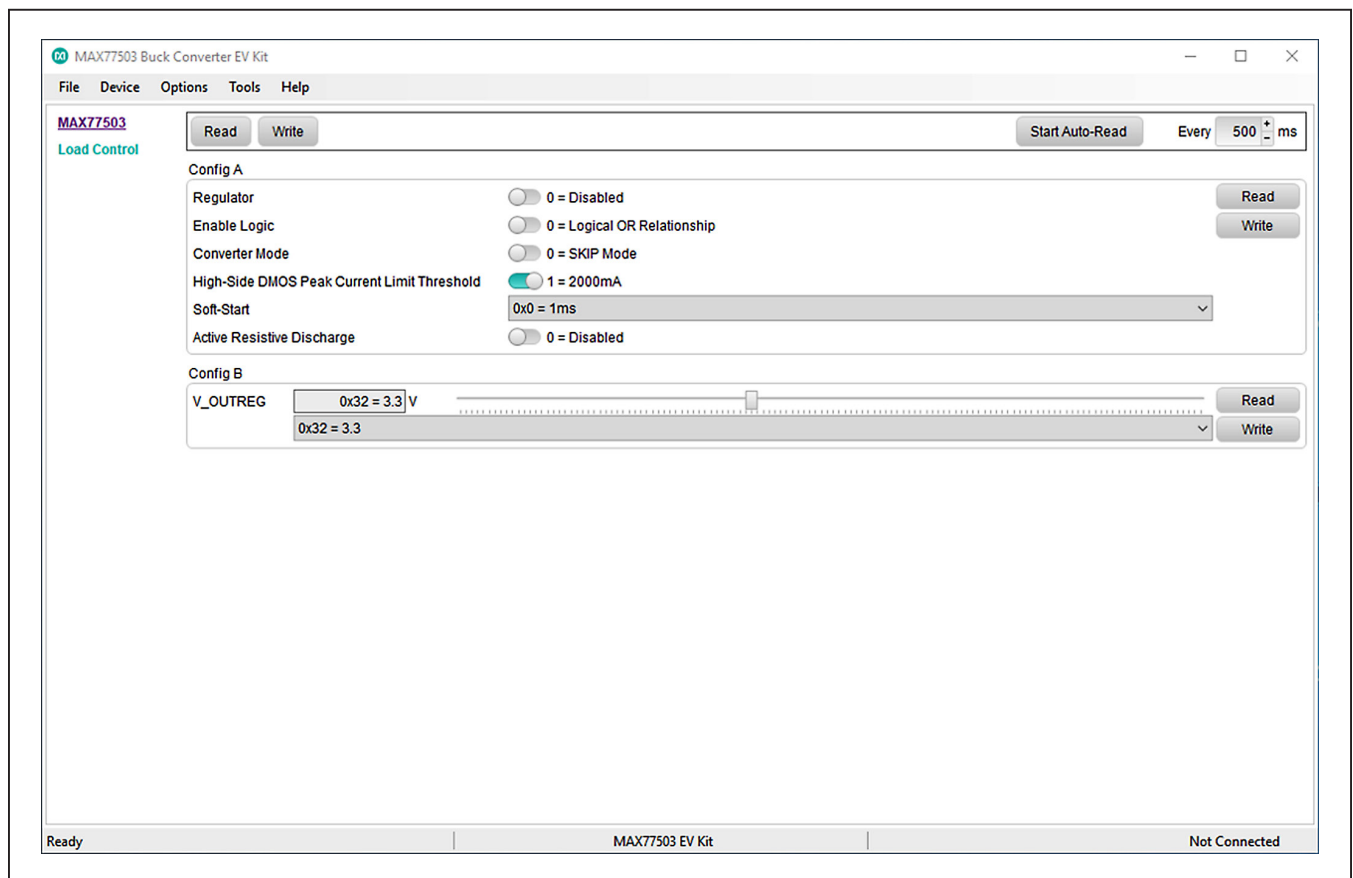 MAX77503 Buck Converter EV Kit
File Device Options Tools Help
MAX77503
Load Control
Read Write Start Auto-Read Every 500 + - ms
Config A
Regulator 0 = Disabled Read
Enable Logic 0 = Logical OR Relationship Write
Converter Mode 0 = SKIP Mode
High-Side DMOS Peak Current Limit Threshold 1 = 2000mA
Soft-Start 0x0 = 1ms
Active Resistive Discharge 0 = Disabled
Config B
V_OUTREG 0x32 = 3.3 V Read
0x32 = 3.3 Write
Ready MAX77503 EV Kit Not Connected